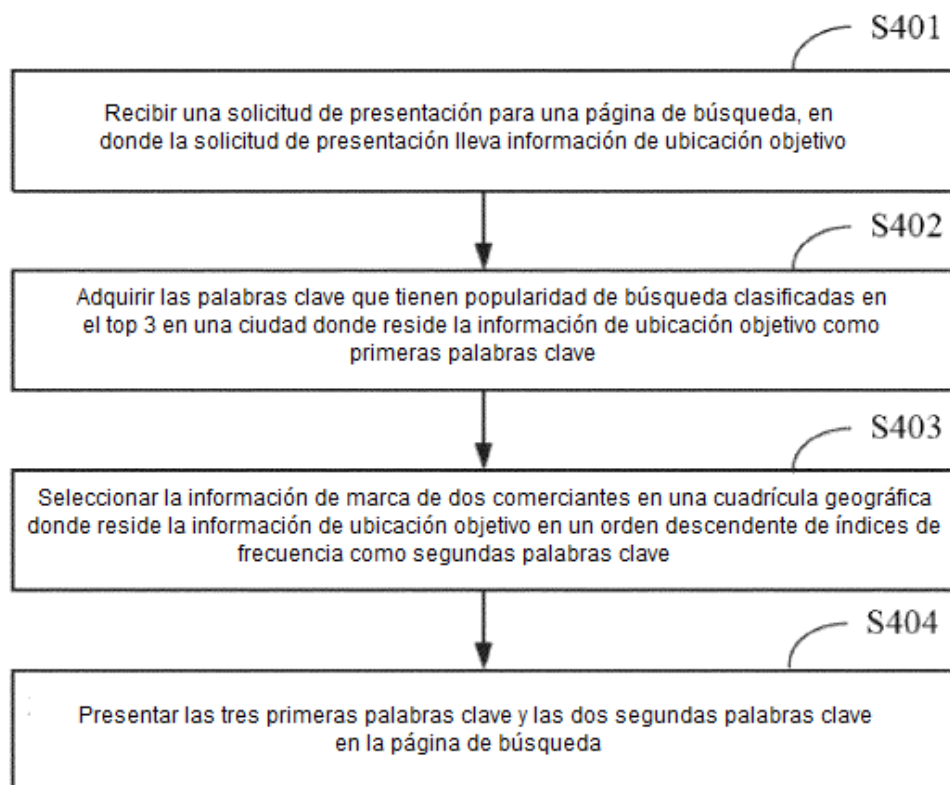 S401
Recibir una solicitud de presentación para una página de búsqueda, en
donde la solicitud de presentación lleva información de ubicación objetivo
S402
Adquirir las palabras clave que tienen popularidad de búsqueda clasificadas en
el top 3 en una ciudad donde reside la información de ubicación objetivo como
primeras palabras clave
S403
Seleccionar la información de marca de dos comerciantes en una cuadrícula geográfica
donde reside la información de ubicación objetivo en un orden descendente de índices de
frecuencia como segundas palabras clave
S404
Presentar las tres primeras palabras clave y las dos segundas palabras clave
en la página de búsqueda